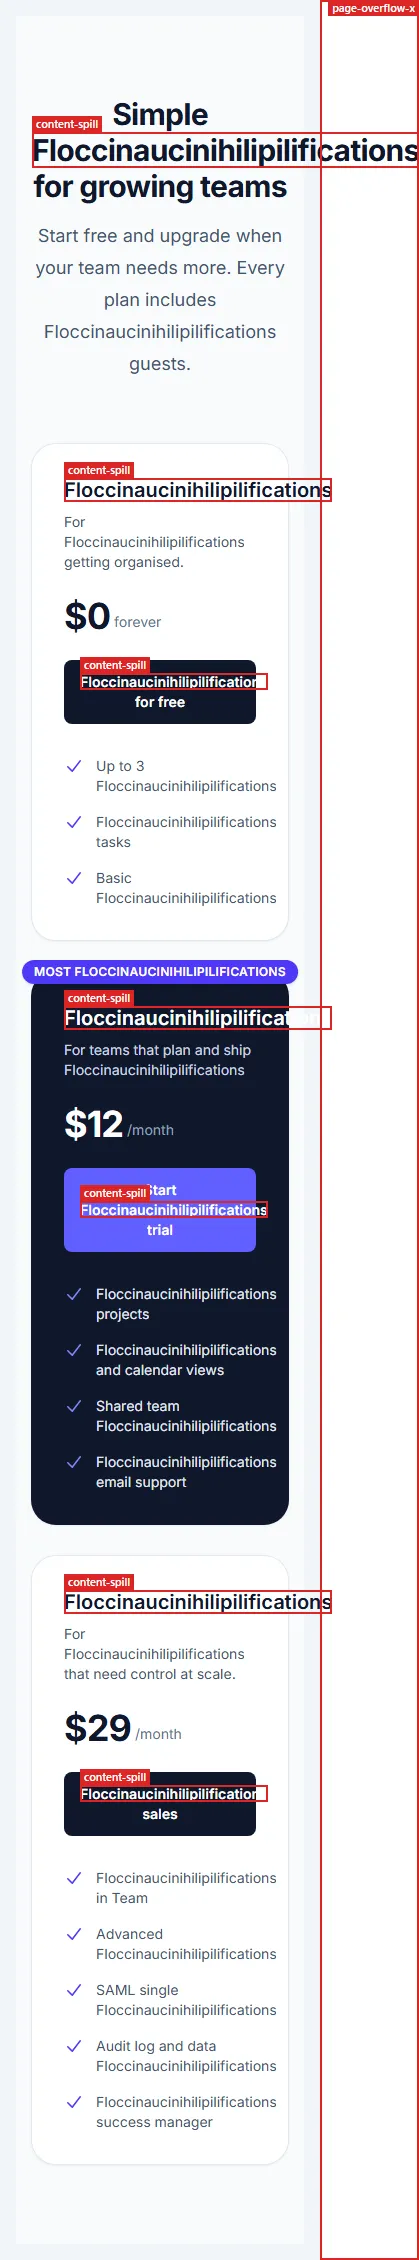 page-overflow-x
Simple
content-spill
Floccinaucinihilipilifications
for growing teams
Start free and upgrade when
your team needs more. Every
plan includes
Floccinaucinihilipilifications
guests.
content-spill
Floccinaucinihilipilifications
For
Floccinaucinihilipilifications
getting organised.
$0 forever
content-spill
Floccinaucinihilipilification
for free
Up to 3
Floccinaucinihilipilifications
Floccinaucinihilipilifications
tasks
Basic
Floccinaucinihilipilifications
MOST FLOCCINAUCINIHILIPILIFICATIONS
content-spill
Floccinaucinihilipilificat
For teams that plan and ship
Floccinaucinihilipilifications
$12 /month
content-spill
tart
Floccinaucinihilipilifications
trial
Floccinaucinihilipilifications
projects
Floccinaucinihilipilifications
and calendar views
Shared team
Floccinaucinihilipilifications
Floccinaucinihilipilifications
email support
content-spill
Floccinaucinihilipilifications
For
Floccinaucinihilipilifications
that need control at scale.
$29 /month
content-spill
Floccinaucinihilipilification
sales
Floccinaucinihilipilifications
in Team
Advanced
Floccinaucinihilipilifications
SAML single
Floccinaucinihilipilifications
Audit log and data
Floccinaucinihilipilifications
Floccinaucinihilipilifications
success manager